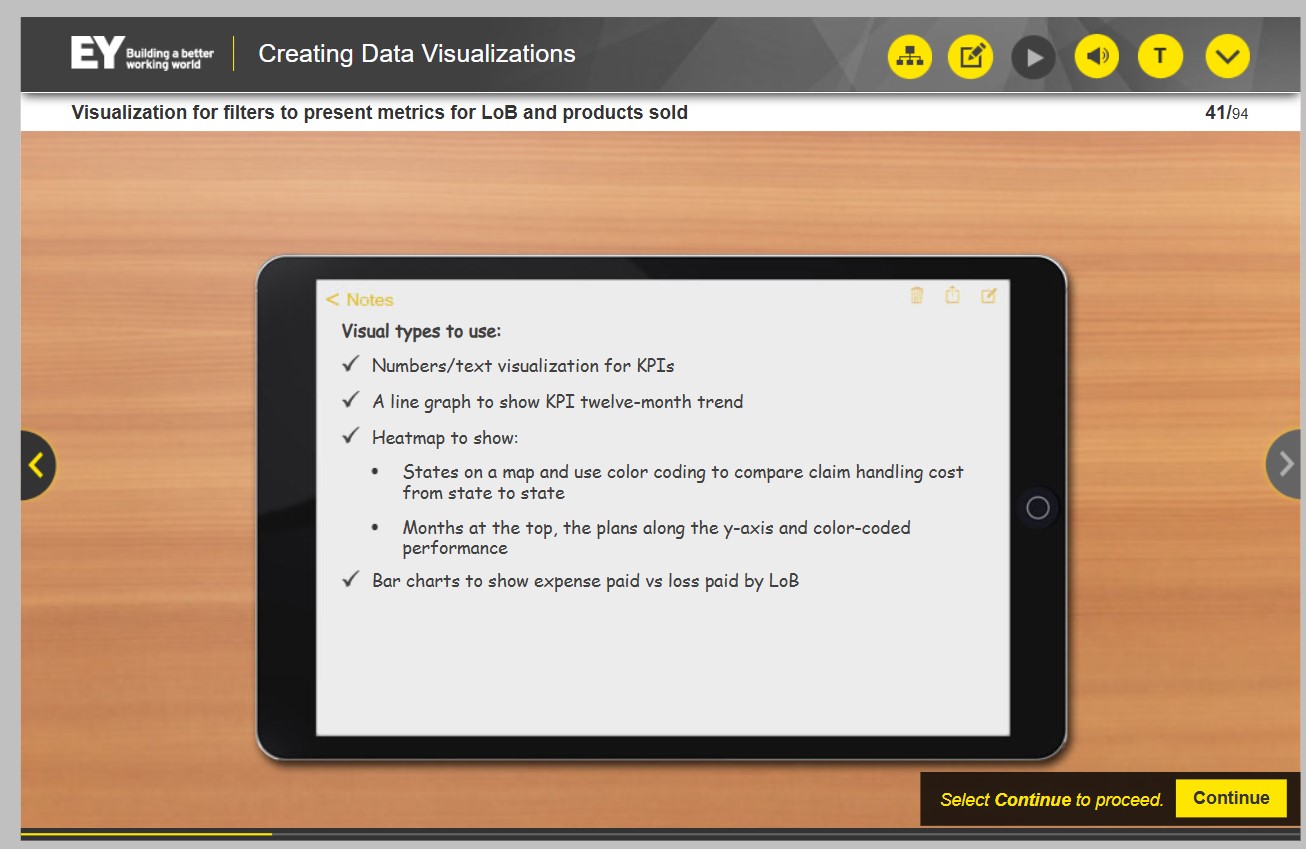 EY Building a better
working world
Creating Data Visualizations
T
Visualization for filters to present metrics for LoB and products sold
41/94
< Notes
Visual types to use:
✓ Numbers/text visualization for KPIs
✓ A line graph to show KPI twelve-month trend
✓ Heatmap to show:
• States on a map and use color coding to compare claim handling cost
from state to state
• Months at the top, the plans along the y-axis and color-coded
performance
✓ Bar charts to show expense paid vs loss paid by LoB
Select Continue to proceed.
Continue